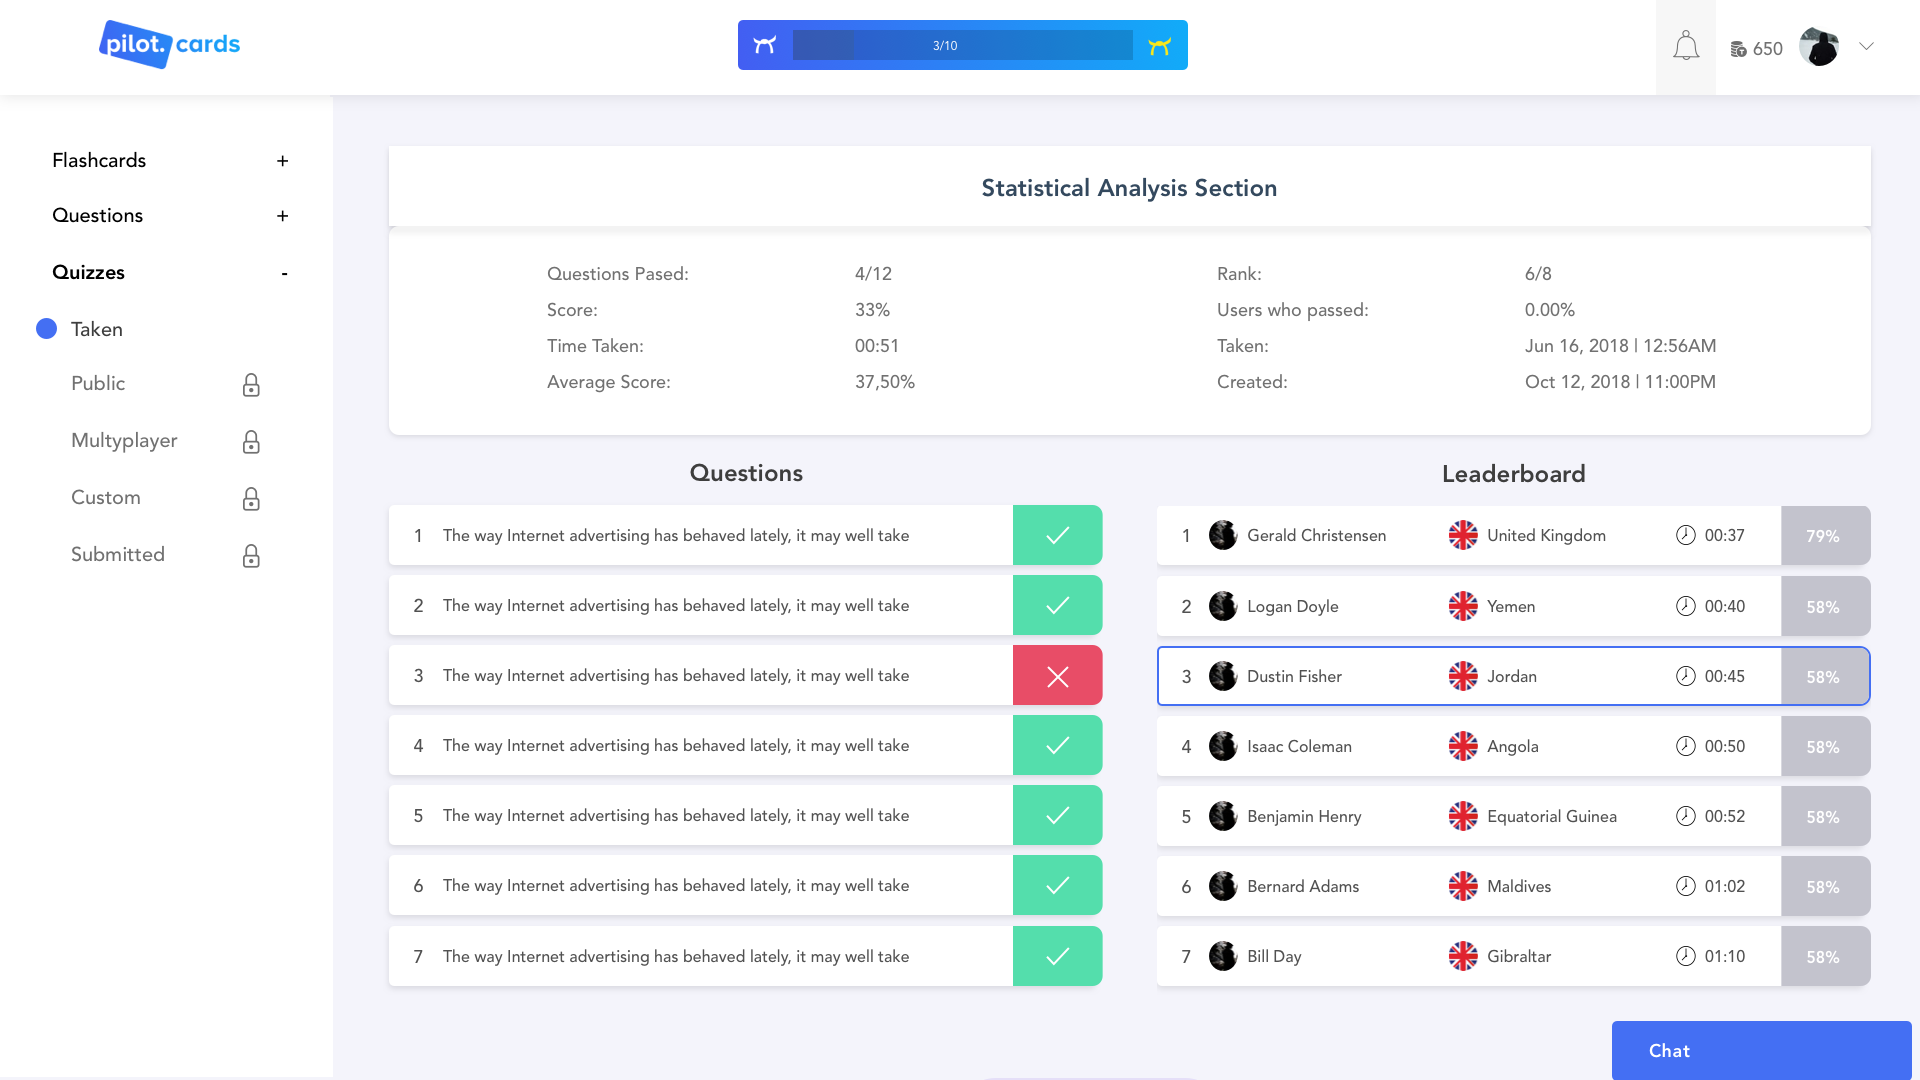 pilot. cards
3/10
650
Flashcards +
Questions +
Quizzes -
Taken
Public
Multyplayer
Custom
Submitted
Statistical Analysis Section
Questions Pased: 4/12
Score: 33%
Time Taken: 00:51
Average Score: 37,50%
Rank: 6/8
Users who passed: 0.00%
Taken: Jun 16, 2018 | 12:56AM
Created: Oct 12, 2018 | 11:00PM
Questions
1 The way Internet advertising has behaved lately, it may well take
2 The way Internet advertising has behaved lately, it may well take
3 The way Internet advertising has behaved lately, it may well take
4 The way Internet advertising has behaved lately, it may well take
5 The way Internet advertising has behaved lately, it may well take
6 The way Internet advertising has behaved lately, it may well take
7 The way Internet advertising has behaved lately, it may well take
Leaderboard
1 Gerald Christensen United Kingdom 00:37 79%
2 Logan Doyle Yemen 00:40 58%
3 Dustin Fisher Jordan 00:45 58%
4 Isaac Coleman Angola 00:50 58%
5 Benjamin Henry Equatorial Guinea 00:52 58%
6 Bernard Adams Maldives 01:02 58%
7 Bill Day Gibraltar 01:10 58%
Chat